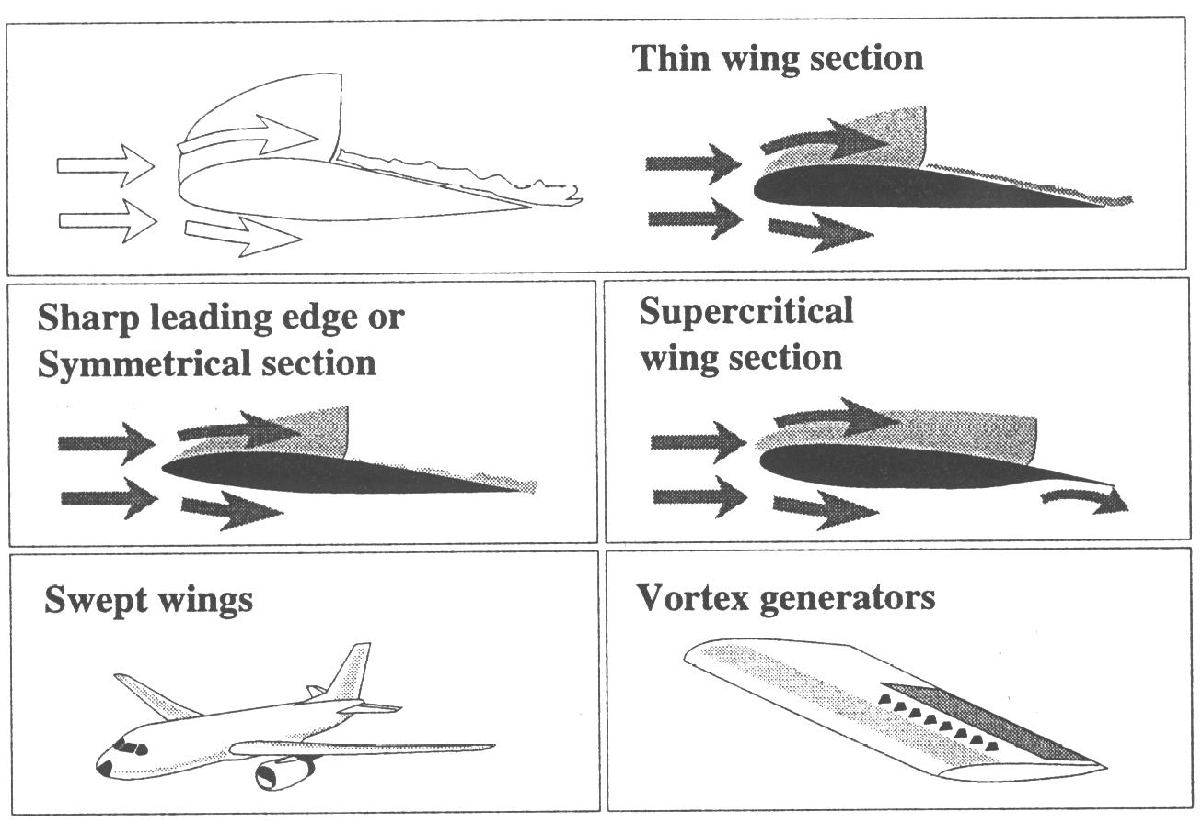 Thin wing section
Sharp leading edge or
Symmetrical section
Supercritical
wing section
Swept wings
Vortex generators